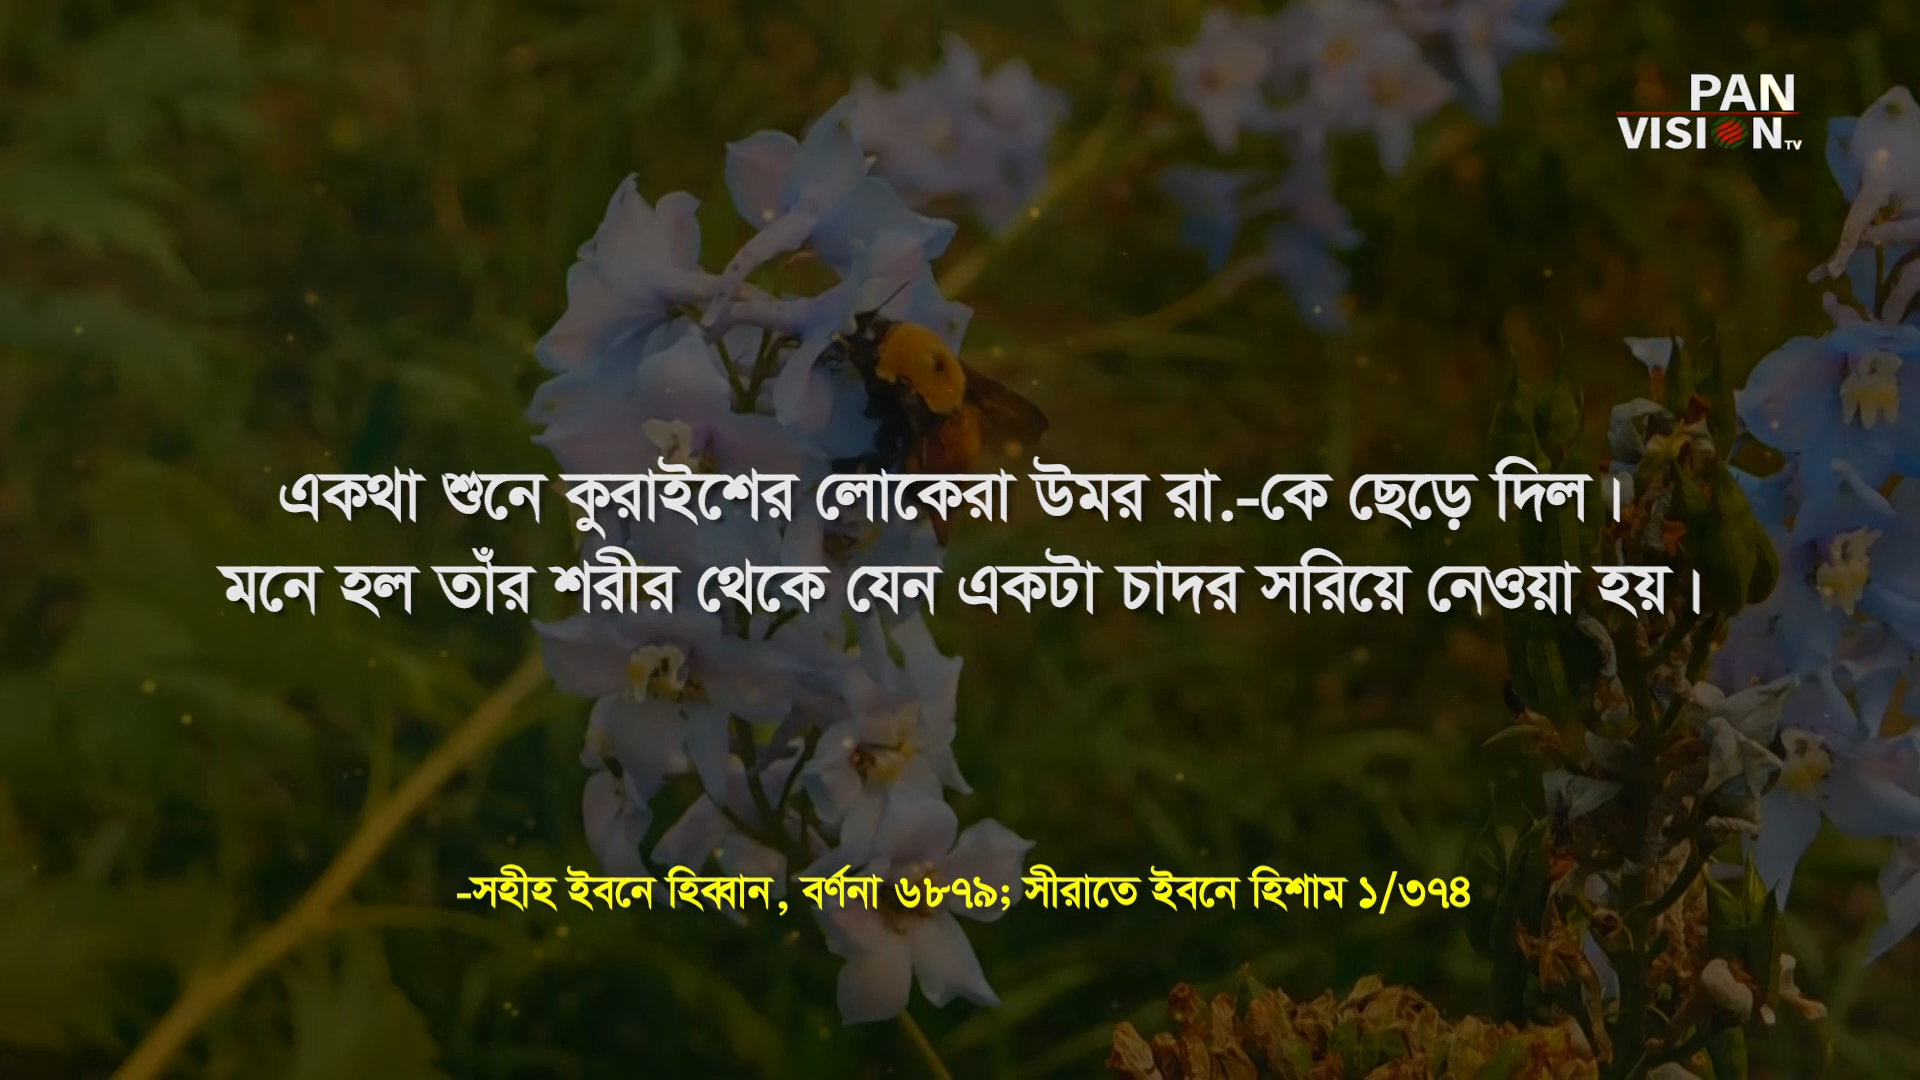 PAN
VISION TV
একথা শুনে কুরাইশের লোকেরা উমর রা.-কে ছেড়ে দিল।
মনে হল তাঁর শরীর থেকে যেন একটা চাদর সরিয়ে নেওয়া হয়।
-সহীহ ইবনে হিব্বান, বর্ণনা ৬৮৭৯; সীরাতে ইবনে হিশাম ১/৩৭৪